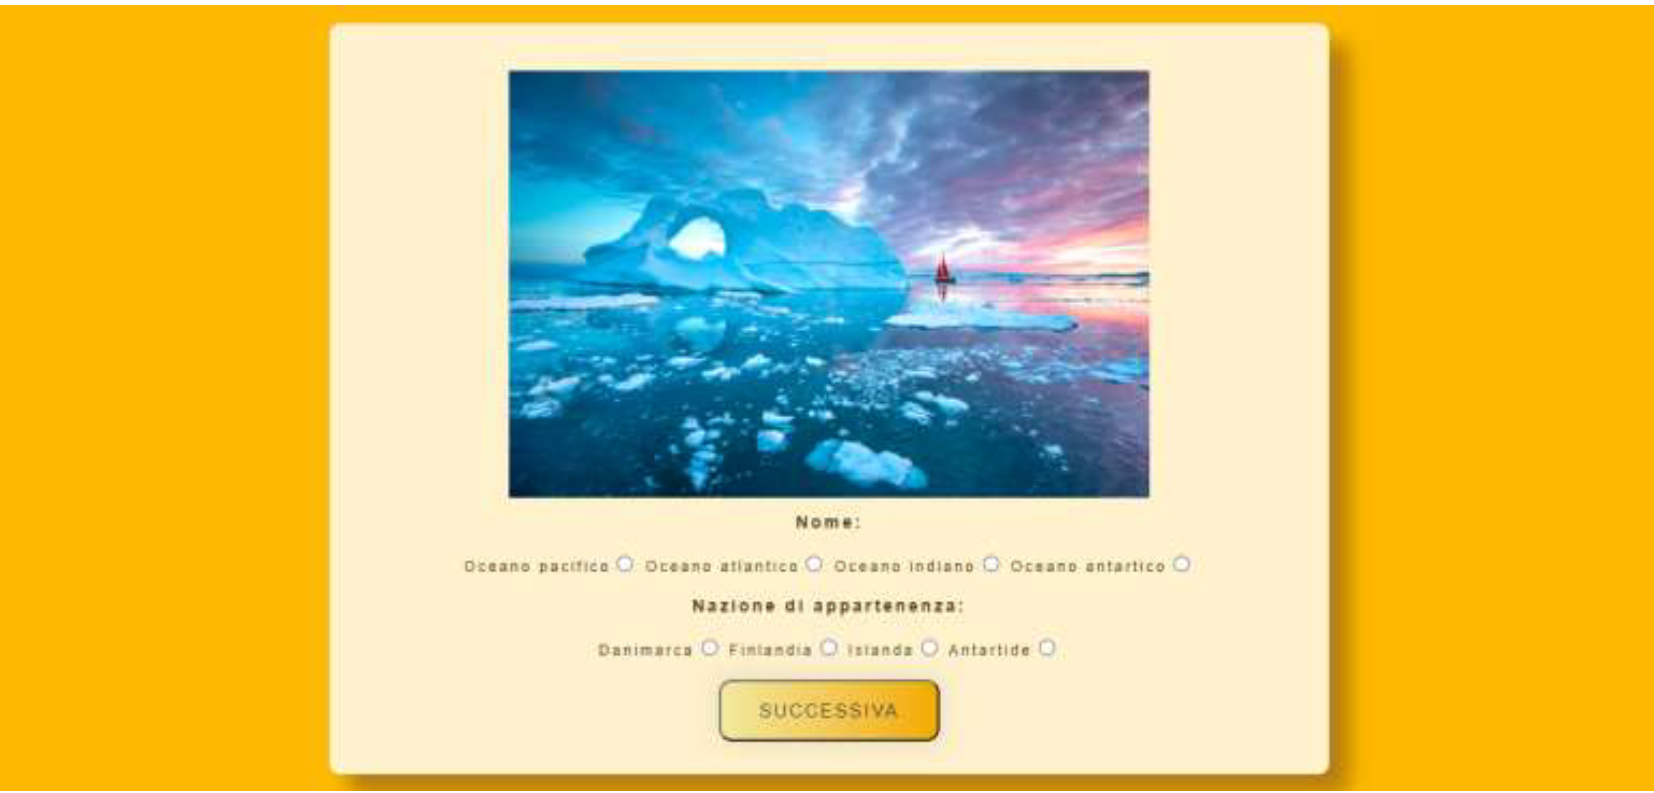 Nome:
Oceano pacifico Oceano atlantico Oceano indiano Oceano antartico
Nazione di appartenenza:
Danimarca Finlandia Islanda Antartide
SUCCESSIVA